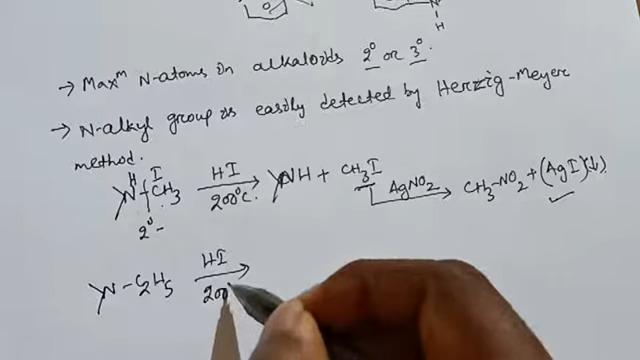 N
H
→ Maxᵐ N-atoms in alkaloids 2° or 3°.
→ N-alkyl group is easily detected by Herzig-Meyer
method.
H I
N-CH₃ HI 200°C. NH + CH₃I AgNO₂ CH₃-NO₂ + (AgI)(↓)
2°-
N-C₂H₅ HI 200